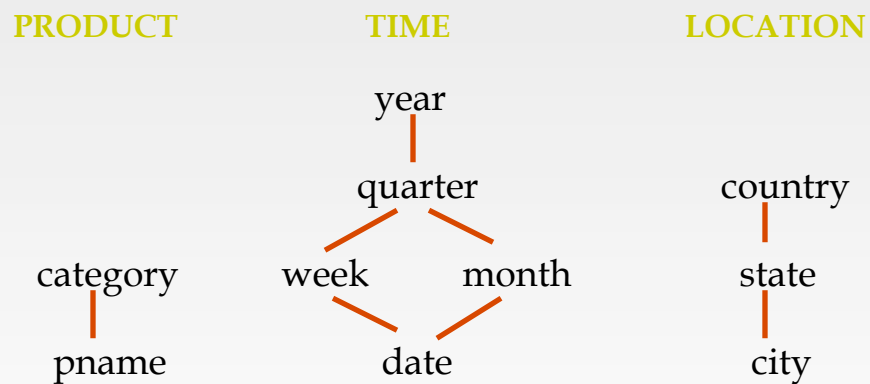 PRODUCT TIME LOCATION
year
quarter country
category week month state
pname date city